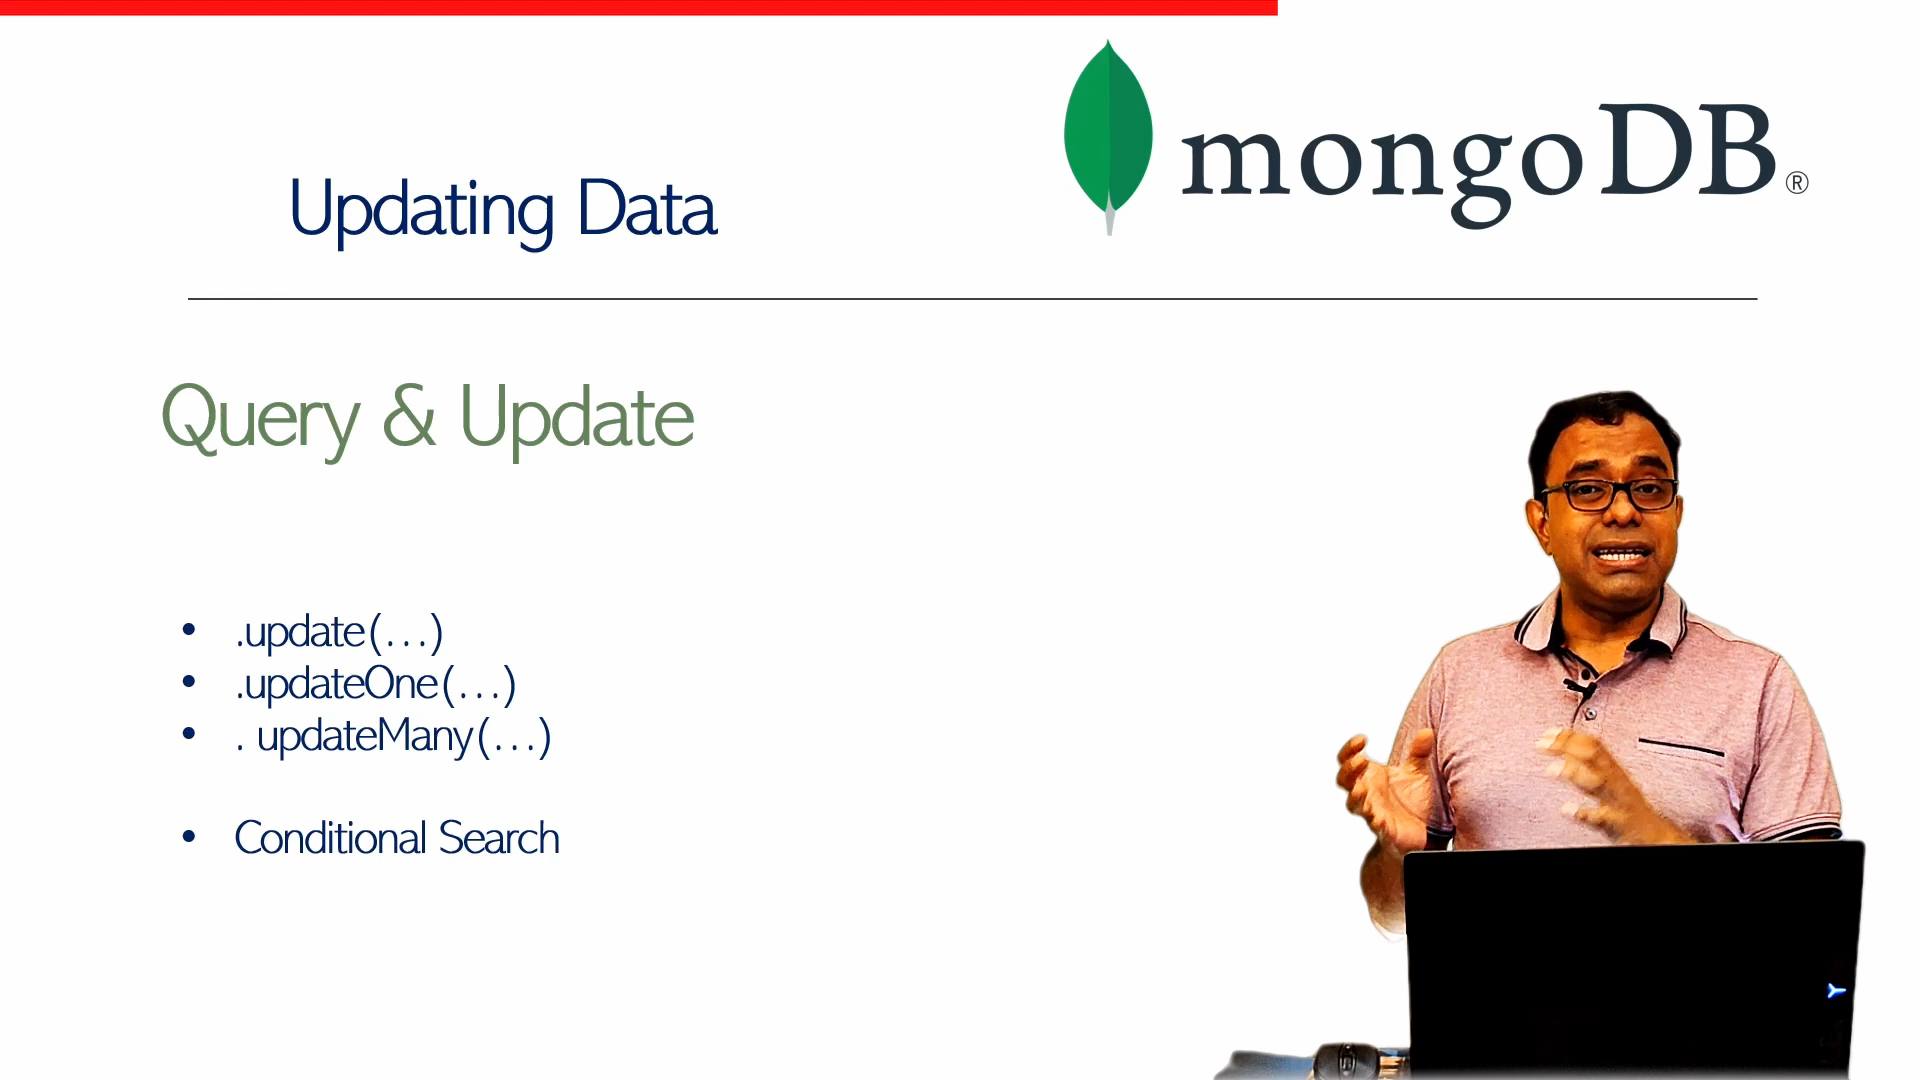 mongoDB®
Updating Data
Query & Update
• .update(...)
• .updateOne(...)
• . updateMany(...)
• Conditional Search